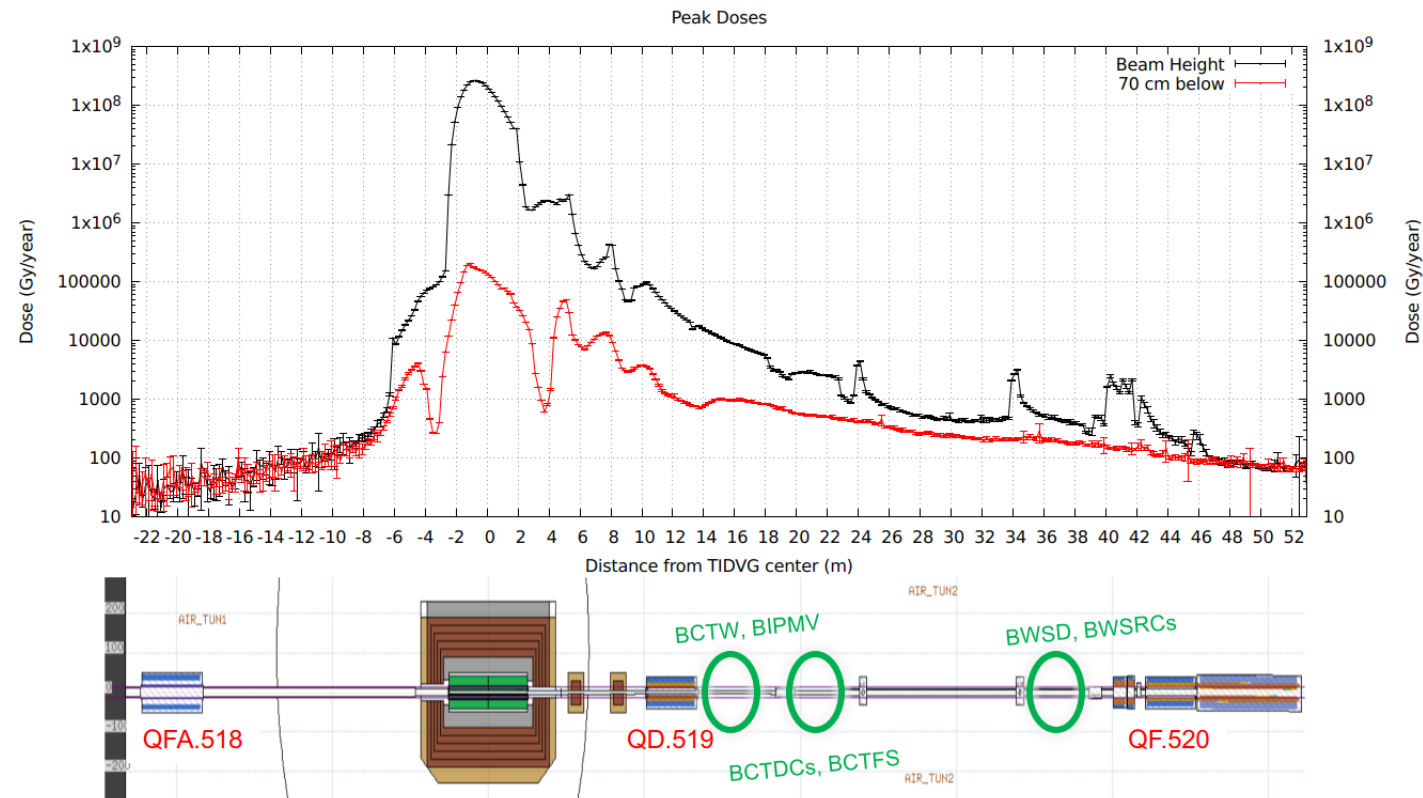 Peak Doses
1x10⁹
1x10⁸
1x10⁷
1x10⁶
100000
10000
1000
100
10
Dose (Gy/year)
Beam Height
70 cm below
1x10⁹
1x10⁸
1x10⁷
1x10⁶
100000
10000
1000
100
10
Dose (Gy/year)
-22 -20 -18 -16 -14 -12 -10 -8 -6 -4 -2 0 2 4 6 8 10 12 14 16 18 20 22 24 26 28 30 32 34 36 38 40 42 44 46 48 50 52
Distance from TIDVG center (m)
200
100
0
-100
-200
AIR_TUN1
AIR_TUN2
BCTW, BIPMV
BWSD, BWSRCs
QFA.518
QD.519
QF.520
BCTDCs, BCTFS
AIR_TUN2